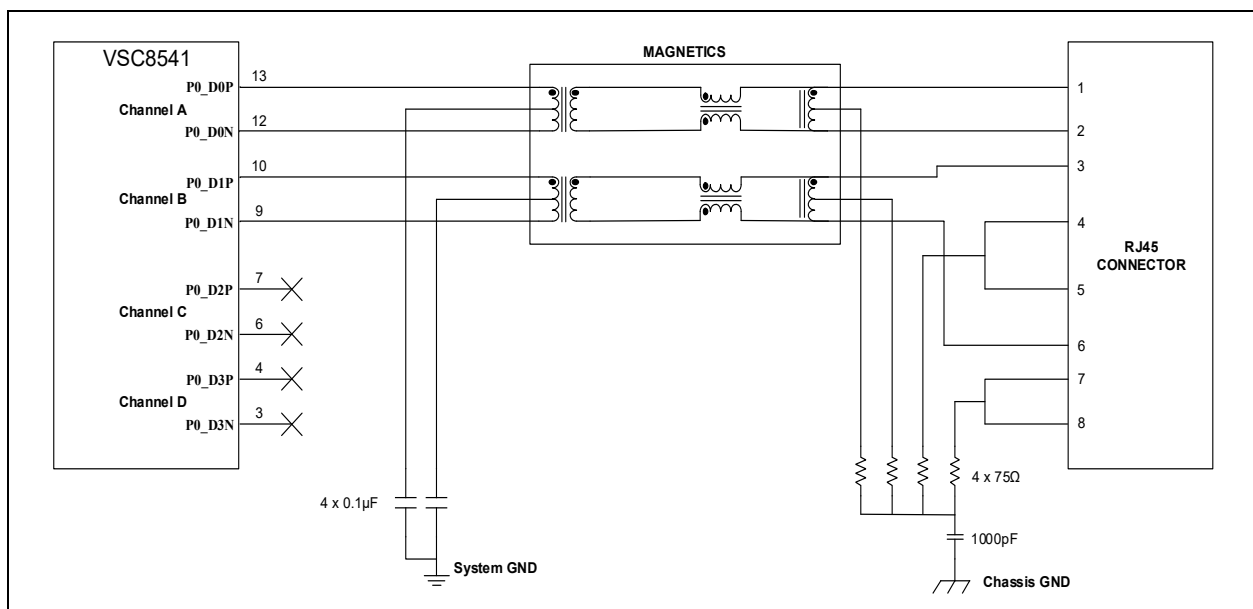 VSC8541
MAGNETICS
P0_D0P 13
Channel A
P0_D0N 12
P0_D1P 10
Channel B
P0_D1N 9
P0_D2P 7
Channel C
P0_D2N 6
P0_D3P 4
Channel D
P0_D3N 3
1
2
3
4
5
6
7
8
RJ45
CONNECTOR
4 x 0.1µF
System GND
4 x 75Ω
1000pF
Chassis GND